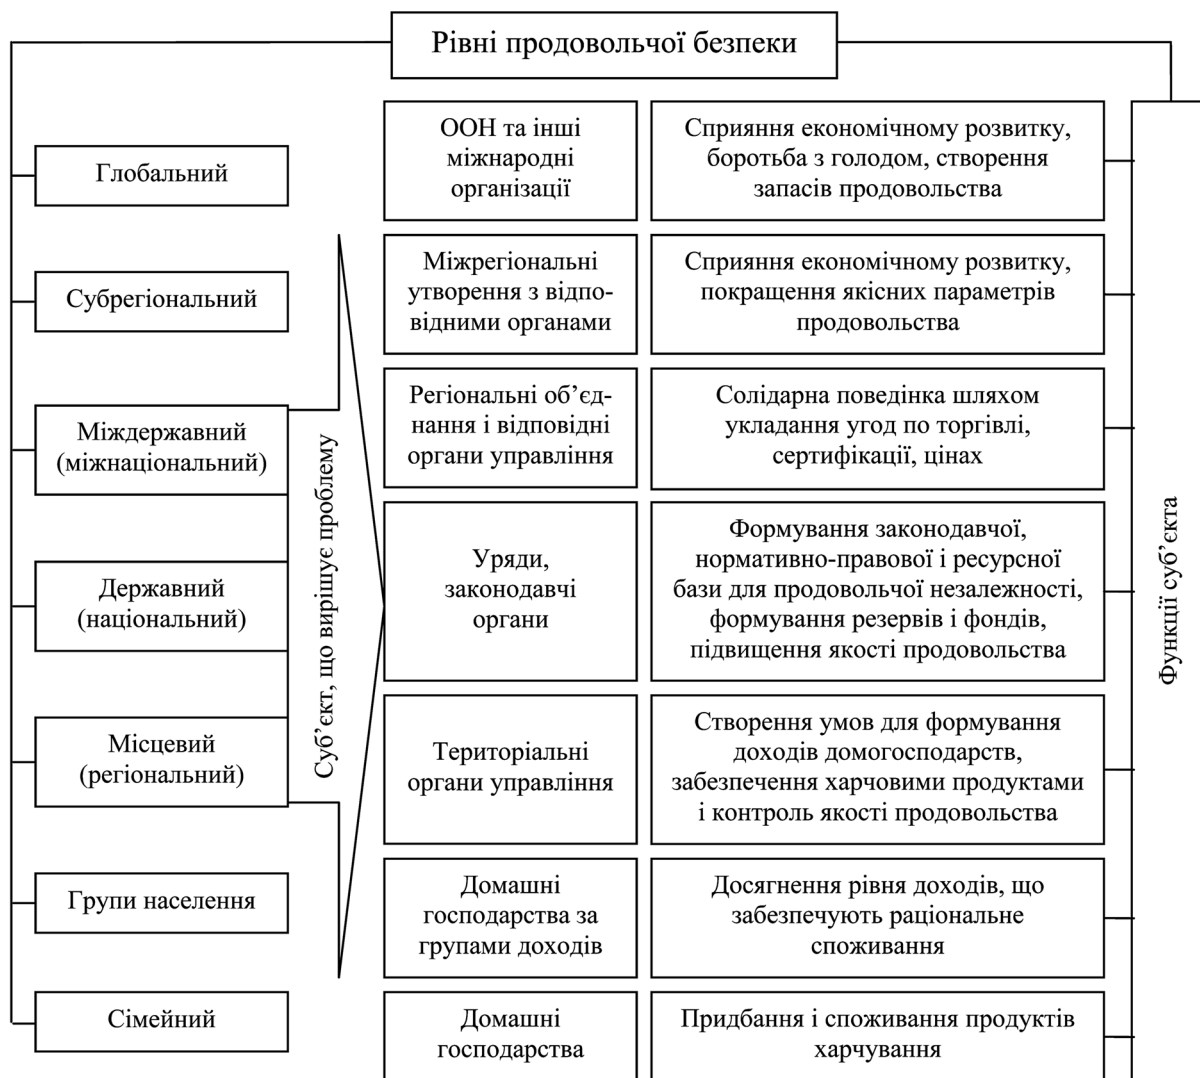 Рівні продовольчої безпеки
Глобальний
ООН та інші
міжнародні
організації
Сприяння економічному розвитку,
боротьба з голодом, створення
запасів продовольства
Субрегіональний
Міжрегіональні
утворення з відпо-
відними органами
Сприяння економічному розвитку,
покращення якісних параметрів
продовольства
Міждержавний
(міжнаціональний)
Регіональні об’єд-
нання і відповідні
органи управління
Солідарна поведінка шляхом
укладання угод по торгівлі,
сертифікації, цінах
Державний
(національний)
Уряди,
законодавчі
органи
Формування законодавчої,
нормативно-правової і ресурсної
бази для продовольчої незалежності,
формування резервів і фондів,
підвищення якості продовольства
Місцевий
(регіональний)
Територіальні
органи управління
Створення умов для формування
доходів домогосподарств,
забезпечення харчовими продуктами
і контроль якості продовольства
Групи населення
Домашні
господарства за
групами доходів
Досягнення рівня доходів, що
забезпечують раціональне
споживання
Сімейний
Домашні
господарства
Придбання і споживання продуктів
харчування
Суб’єкт, що вирішує проблему
Функції суб’єкта